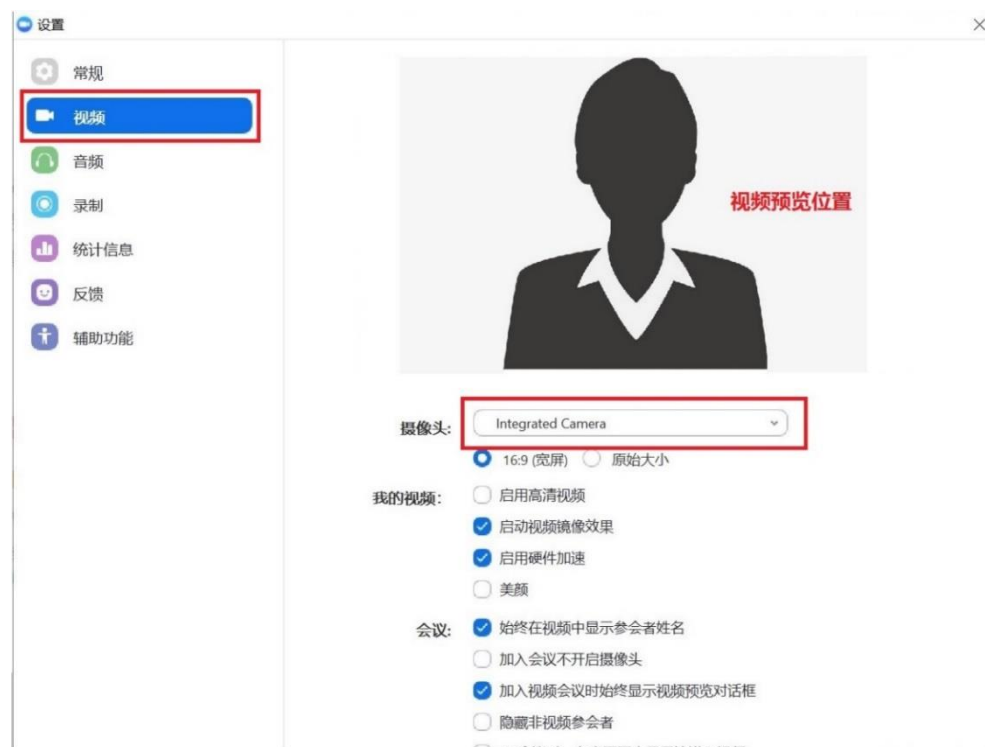 设置
常规
视频
音频
录制
统计信息
反馈
辅助功能
视频预览位置
摄像头: Integrated Camera
16:9 (宽屏) 原始大小
我的视频: 启用高清视频
启动视频镜像效果
启用硬件加速
美颜
会议: 始终在视频中显示参会者姓名
加入会议不开启摄像头
加入视频会议时始终显示视频预览对话框
隐藏非视频参会者